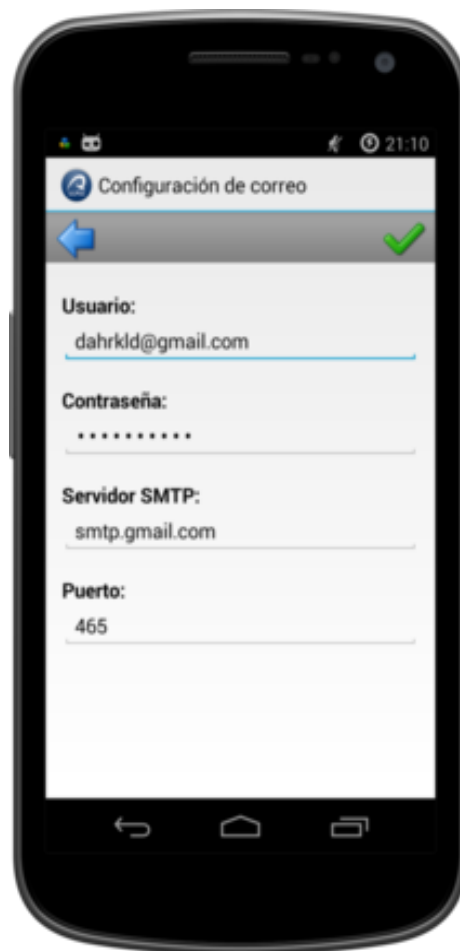 21:10
Configuración de correo
Usuario:
dahrkld@gmail.com
Contraseña:
••••••••••
Servidor SMTP:
smtp.gmail.com
Puerto:
465